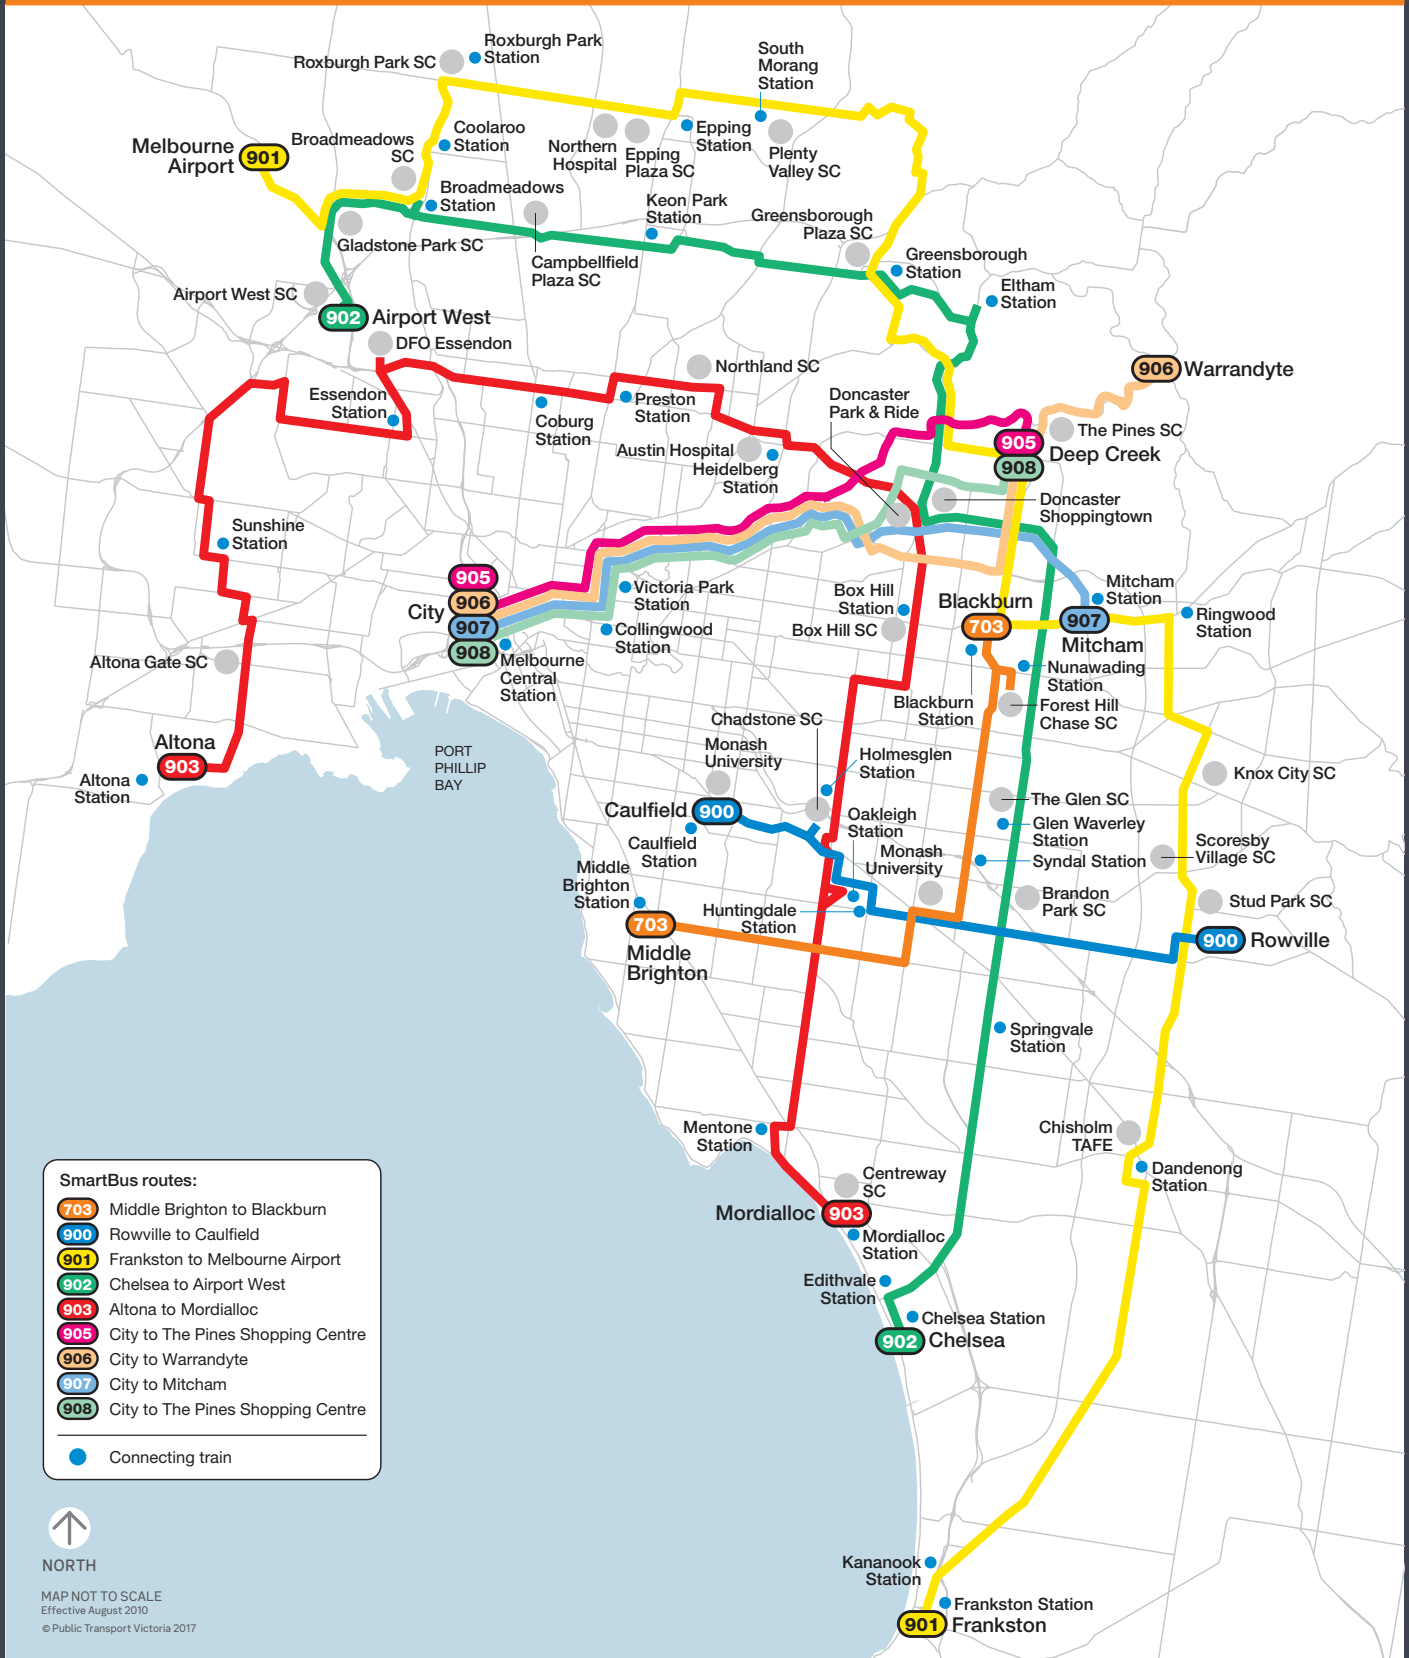 Roxburgh Park SC
Roxburgh Park
Station
South
Morang
Station
Melbourne
Airport
901
Broadmeadows
SC
Coolaroo
Station
Northern
Hospital
Epping
Plaza SC
Epping
Station
Plenty
Valley SC
Broadmeadows
Station
Keon Park
Station
Greensborough
Plaza SC
Gladstone Park SC
Campbellfield
Plaza SC
Greensborough
Station
Eltham
Station
Airport West SC
902
Airport West
DFO Essendon
Northland SC
906
Warrandyte
Essendon
Station
Coburg
Station
Preston
Station
Doncaster
Park & Ride
Austin Hospital
Heidelberg
Station
The Pines SC
905
Deep Creek
908
Doncaster
Shoppingtown
Sunshine
Station
905
City
906
907
908
Victoria Park
Station
Collingwood
Station
Melbourne
Central
Station
Box Hill
Station
Box Hill SC
Blackburn
703
Mitcham
Station
907
Mitcham
Ringwood
Station
Nunawading
Station
Blackburn
Station
Forest Hill
Chase SC
Altona Gate SC
Altona
903
Altona
Station
PORT
PHILLIP
BAY
Chadstone SC
Monash
University
Holmesglen
Station
Knox City SC
Caulfield
900
Caulfield
Station
Oakleigh
Station
The Glen SC
Glen Waverley
Station
Scoresby
Village SC
Monash
University
Syndal Station
Middle
Brighton
Station
Huntingdale
Station
Brandon
Park SC
Stud Park SC
703
Middle
Brighton
900
Rowville
Springvale
Station
Mentone
Station
Chisholm
TAFE
Dandenong
Station
Centreway
SC
Mordialloc
903
Mordialloc
Station
Edithvale
Station
Chelsea Station
902
Chelsea
SmartBus routes:
703 Middle Brighton to Blackburn
900 Rowville to Caulfield
901 Frankston to Melbourne Airport
902 Chelsea to Airport West
903 Altona to Mordialloc
905 City to The Pines Shopping Centre
906 City to Warrandyte
907 City to Mitcham
908 City to The Pines Shopping Centre
Connecting train
NORTH
MAP NOT TO SCALE
Effective August 2010
© Public Transport Victoria 2017
Kananook
Station
Frankston Station
901
Frankston